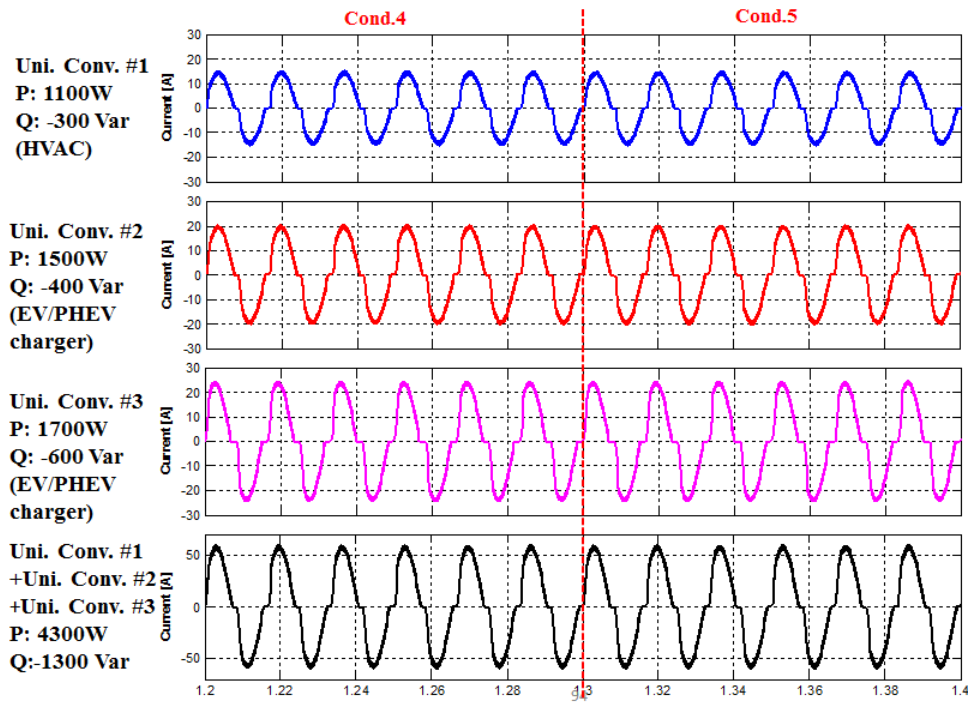 Cond.4
Cond.5
Uni. Conv. #1
P: 1100W
Q: -300 Var
(HVAC)
Current [A]
30
20
10
0
-10
-20
-30
Uni. Conv. #2
P: 1500W
Q: -400 Var
(EV/PHEV
charger)
Current [A]
30
20
10
0
-10
-20
-30
Uni. Conv. #3
P: 1700W
Q: -600 Var
(EV/PHEV
charger)
Current [A]
30
20
10
0
-10
-20
-30
Uni. Conv. #1
+Uni. Conv. #2
+Uni. Conv. #3
P: 4300W
Q:-1300 Var
Current [A]
50
0
-50
1.2 1.22 1.24 1.26 1.28 1.3 1.32 1.34 1.36 1.38 1.4